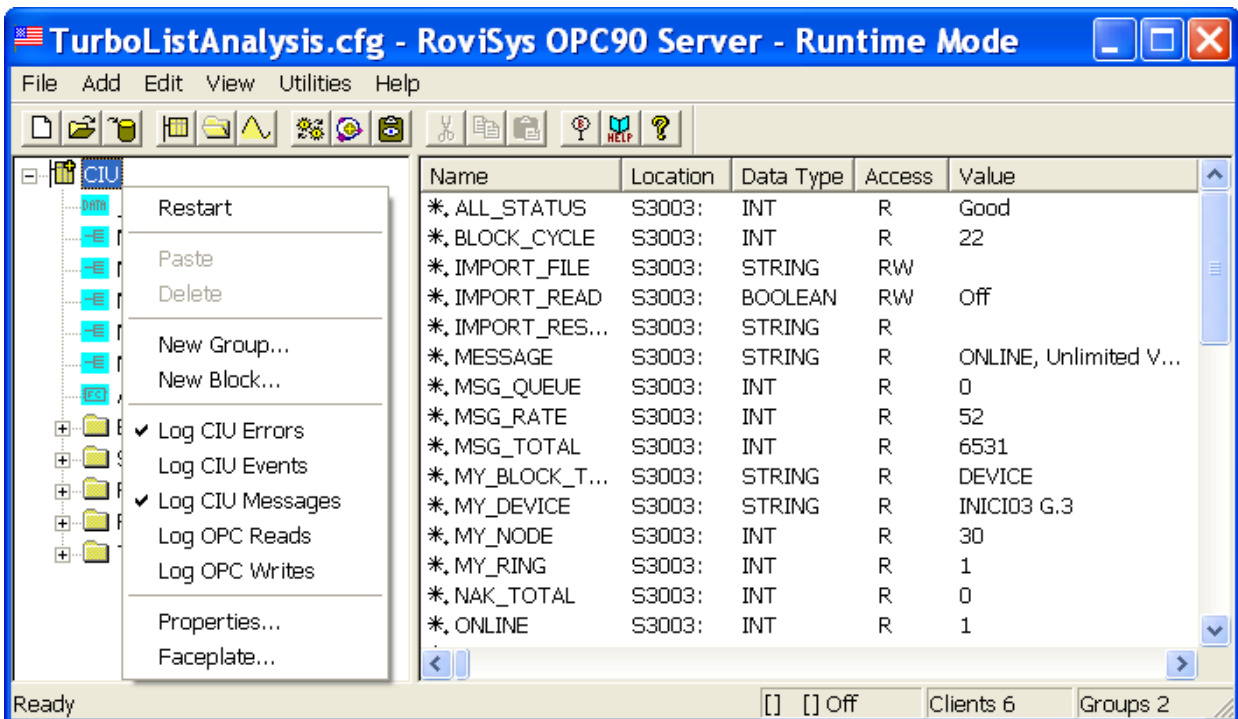 TurboListAnalysis.cfg - RoviSys OPC90 Server - Runtime Mode
File Add Edit View Utilities Help
HELP
CIU
DATA
FC
Restart
Paste
Delete
New Group...
New Block...
Log CIU Errors
Log CIU Events
Log CIU Messages
Log OPC Reads
Log OPC Writes
Properties...
Faceplate...
Name Location Data Type Access Value
ALL_STATUS S3003: INT R Good
BLOCK_CYCLE S3003: INT R 22
IMPORT_FILE S3003: STRING RW
IMPORT_READ S3003: BOOLEAN RW Off
IMPORT_RES... S3003: STRING R
MESSAGE S3003: STRING R ONLINE, Unlimited V...
MSG_QUEUE S3003: INT R 0
MSG_RATE S3003: INT R 52
MSG_TOTAL S3003: INT R 6531
MY_BLOCK_T... S3003: STRING R DEVICE
MY_DEVICE S3003: STRING R INICI03 G.3
MY_NODE S3003: INT R 30
MY_RING S3003: INT R 1
NAK_TOTAL S3003: INT R 0
ONLINE S3003: INT R 1
Ready [] [] Off Clients 6 Groups 2